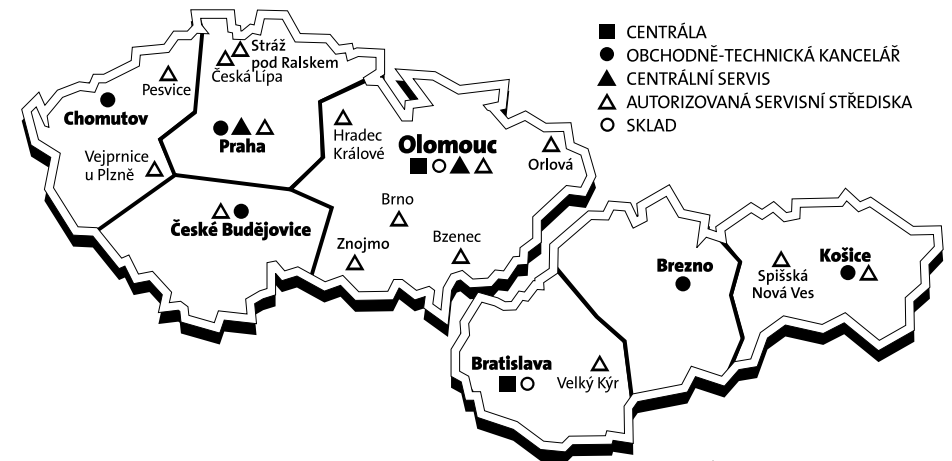 CENTRÁLA
OBCHODNĚ-TECHNICKÁ KANCELÁŘ
CENTRÁLNÍ SERVIS
AUTORIZOVANÁ SERVISNÍ STŘEDISKA
SKLAD
Stráž
pod Ralskem
Česká Lípa
Pesvice
Chomutov
Praha
Hradec
Králové
Olomouc
Orlová
Vejprnice
u Plzně
České Budějovice
Brno
Znojmo
Bzenec
Brezno
Spišská
Nová Ves
Košice
Bratislava
Velký Kýr